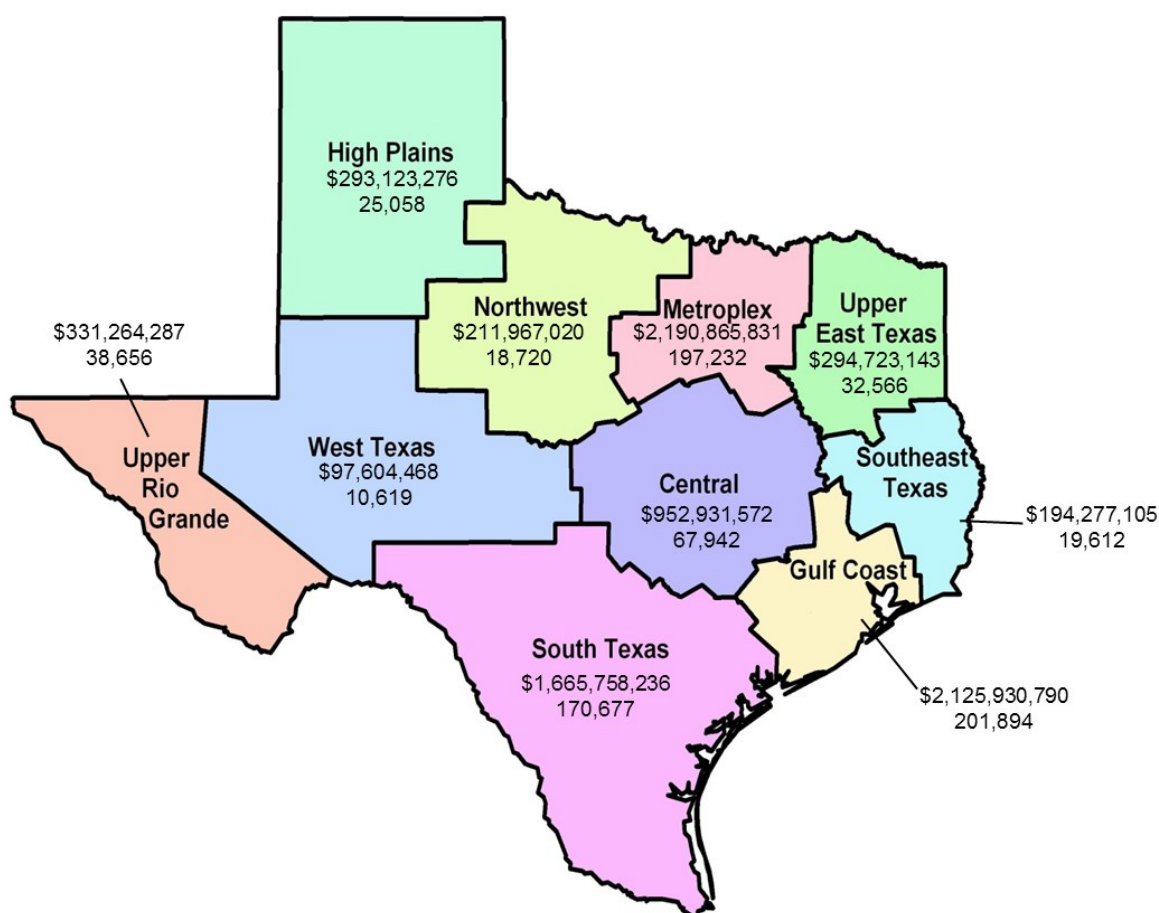 High Plains
$293,123,276
25,058
Northwest
$211,967,020
18,720
Metroplex
$2,190,865,831
197,232
Upper
East Texas
$294,723,143
32,566
$331,264,287
38,656
Upper
Rio
Grande
West Texas
$97,604,468
10,619
Central
$952,931,572
67,942
Southeast
Texas
$194,277,105
19,612
Gulf Coast
$2,125,930,790
201,894
South Texas
$1,665,758,236
170,677